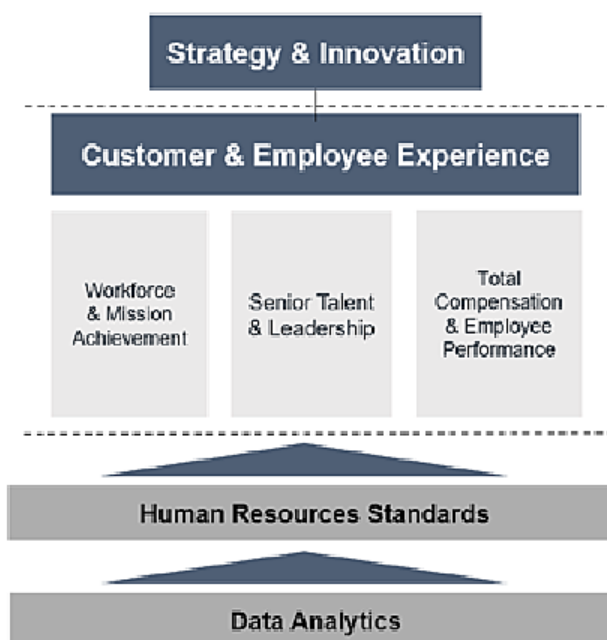 Strategy & Innovation
Customer & Employee Experience
Workforce
& Mission
Achievement
Senior Talent
& Leadership
Total
Compensation
& Employee
Performance
Human Resources Standards
Data Analytics